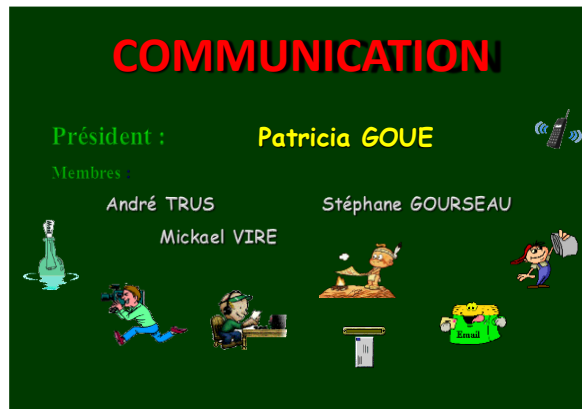 COMMUNICATION
Président : Patricia GOUE
Membres :
André TRUS Stéphane GOURSEAU
Mickael VIRE
Email